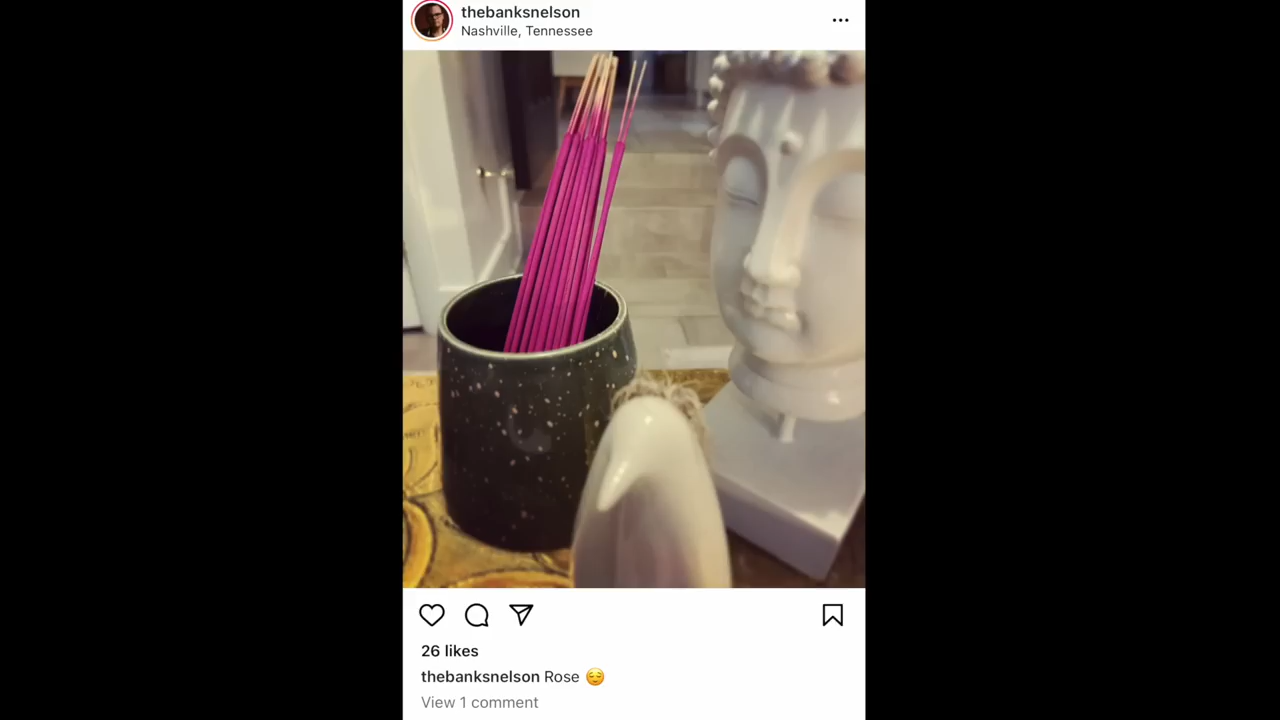 thebanksnelson
Nashville, Tennessee
26 likes
thebanksnelson Rose 😌
View 1 comment